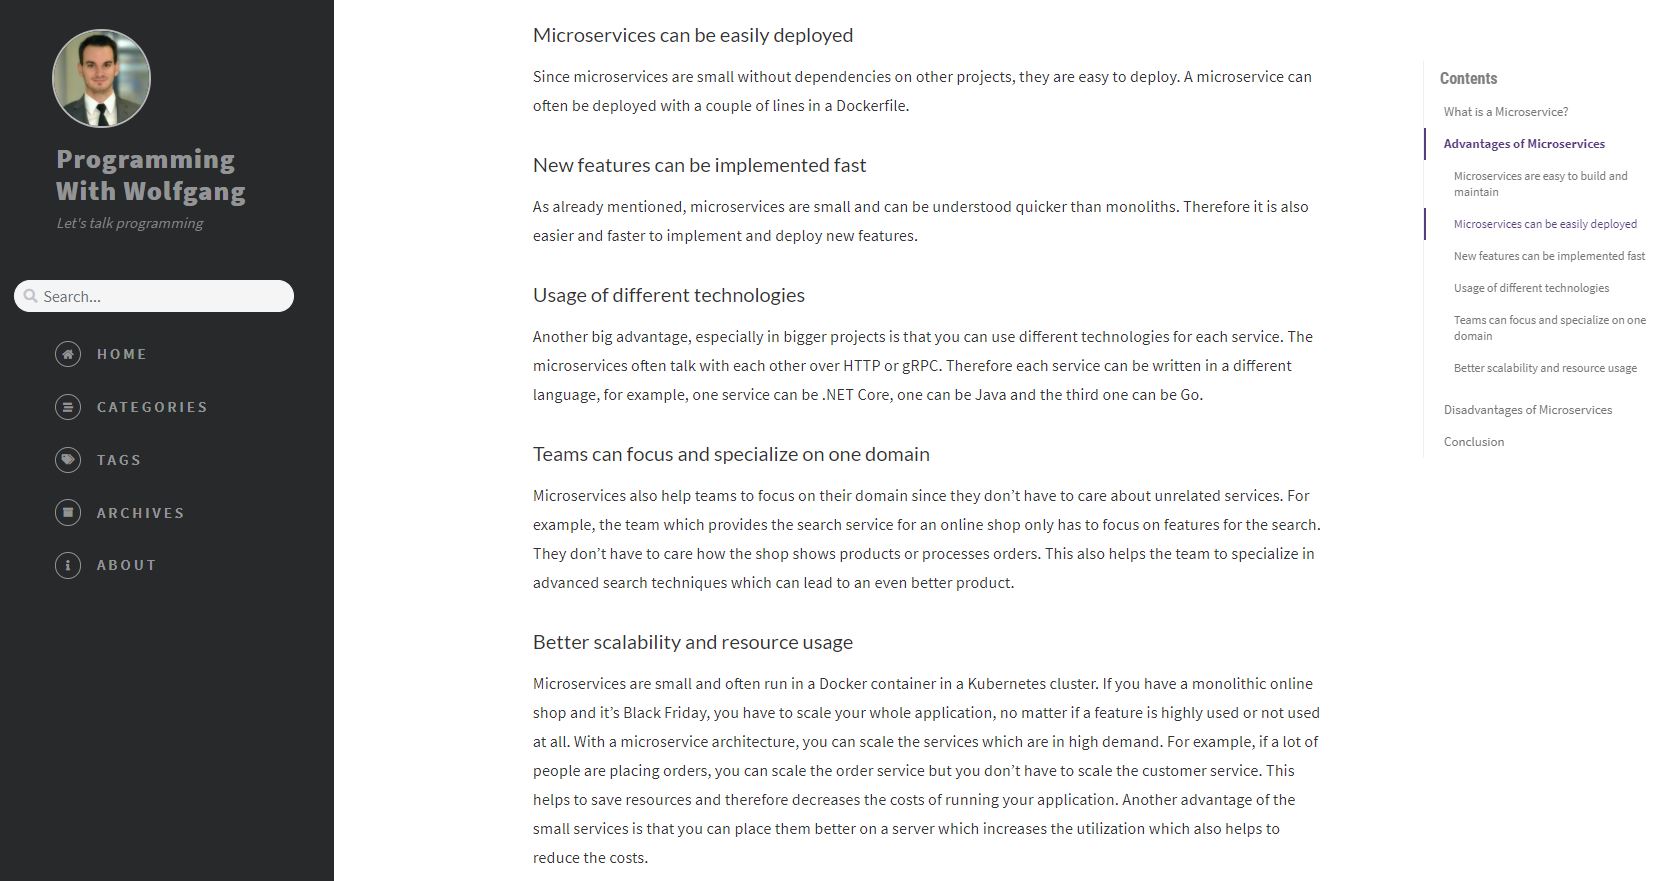 Programming
With Wolfgang
Let's talk programming
Search...
HOME
CATEGORIES
TAGS
ARCHIVES
ABOUT
Microservices can be easily deployed
Since microservices are small without dependencies on other projects, they are easy to deploy. A microservice can
often be deployed with a couple of lines in a Dockerfile.
New features can be implemented fast
As already mentioned, microservices are small and can be understood quicker than monoliths. Therefore it is also
easier and faster to implement and deploy new features.
Usage of different technologies
Another big advantage, especially in bigger projects is that you can use different technologies for each service. The
microservices often talk with each other over HTTP or gRPC. Therefore each service can be written in a different
language, for example, one service can be .NET Core, one can be Java and the third one can be Go.
Teams can focus and specialize on one domain
Microservices also help teams to focus on their domain since they don’t have to care about unrelated services. For
example, the team which provides the search service for an online shop only has to focus on features for the search.
They don’t have to care how the shop shows products or processes orders. This also helps the team to specialize in
advanced search techniques which can lead to an even better product.
Better scalability and resource usage
Microservices are small and often run in a Docker container in a Kubernetes cluster. If you have a monolithic online
shop and it’s Black Friday, you have to scale your whole application, no matter if a feature is highly used or not used
at all. With a microservice architecture, you can scale the services which are in high demand. For example, if a lot of
people are placing orders, you can scale the order service but you don’t have to scale the customer service. This
helps to save resources and therefore decreases the costs of running your application. Another advantage of the
small services is that you can place them better on a server which increases the utilization which also helps to
reduce the costs.
Contents
What is a Microservice?
Advantages of Microservices
Microservices are easy to build and
maintain
Microservices can be easily deployed
New features can be implemented fast
Usage of different technologies
Teams can focus and specialize on one
domain
Better scalability and resource usage
Disadvantages of Microservices
Conclusion